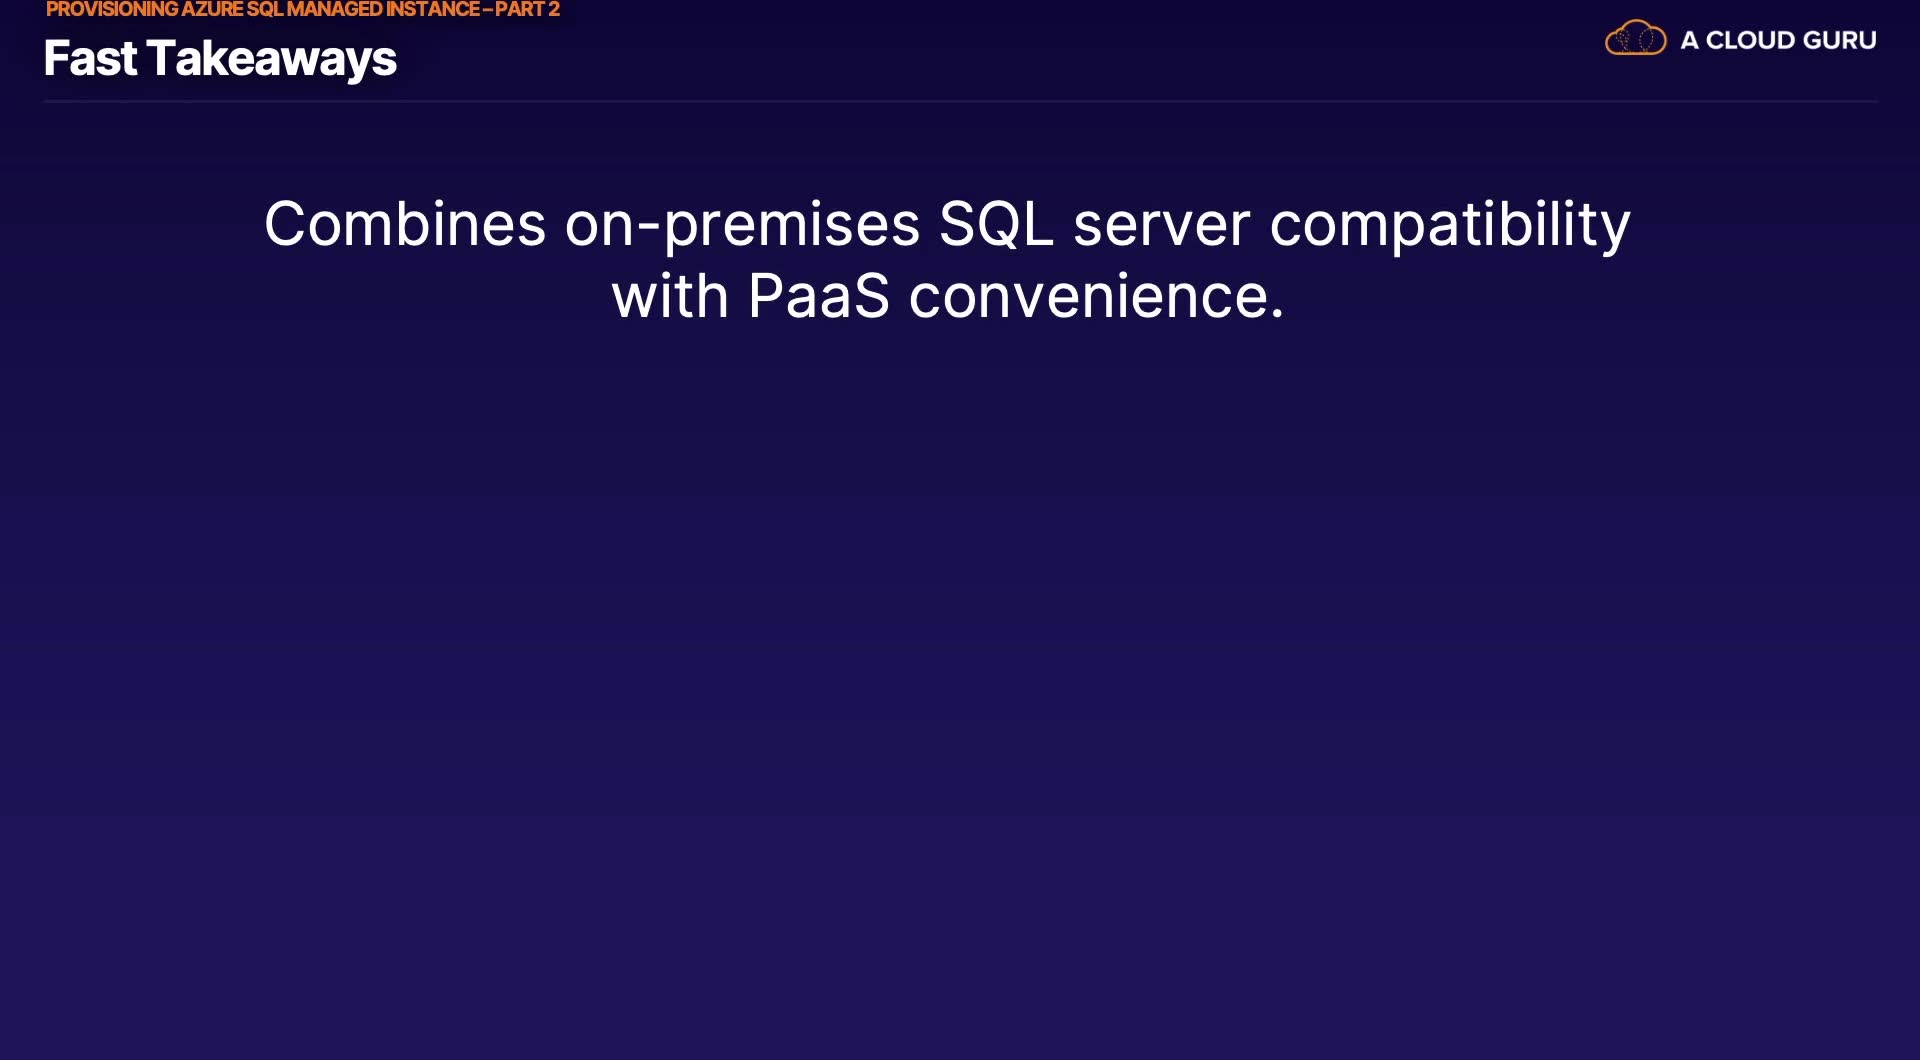 PROVISIONING AZURE SQL MANAGED INSTANCE – PART 2
Fast Takeaways
A CLOUD GURU
Combines on-premises SQL server compatibility
with PaaS convenience.